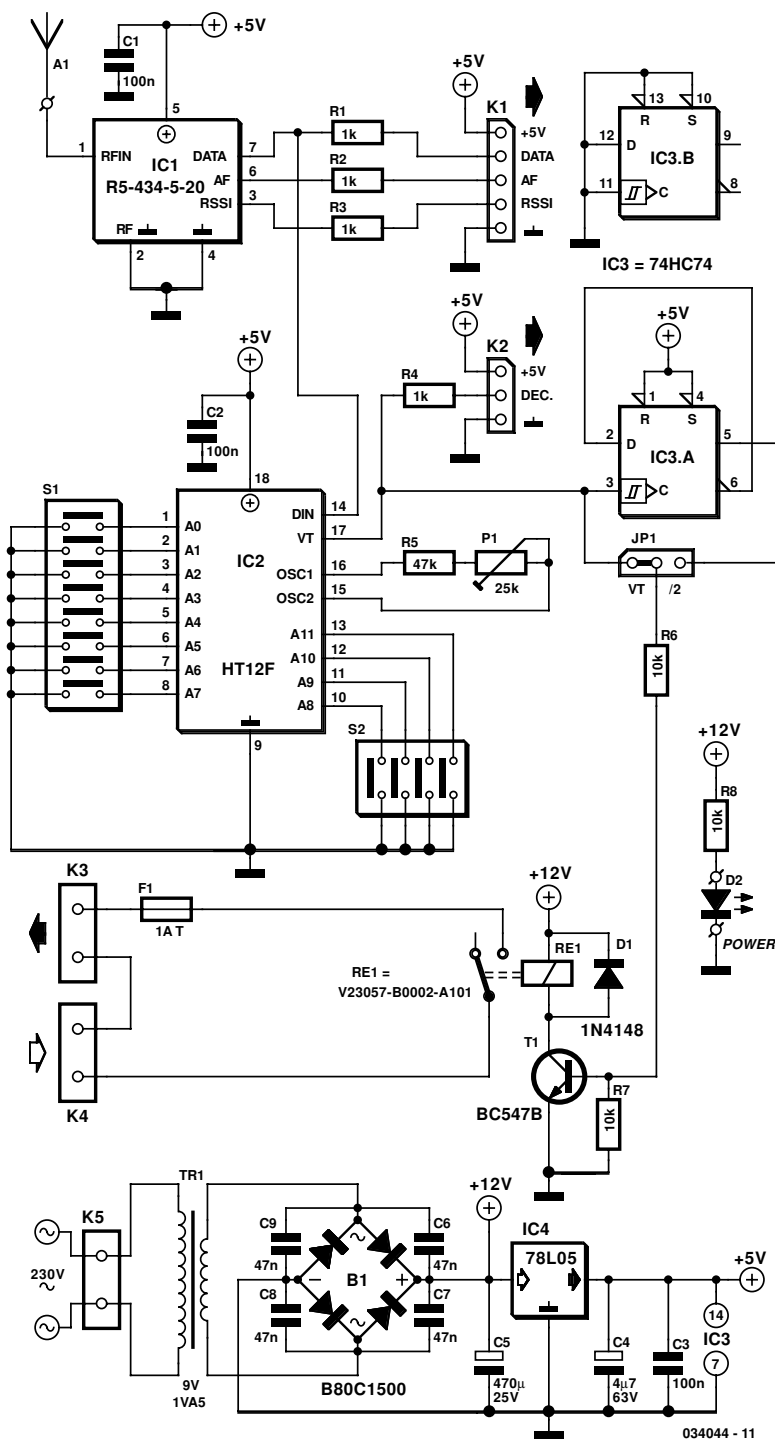 A1
C1
100n
+5V
5
1
RFIN
IC1
R5-434-5-20
DATA
AF
RSSI
RF
7
6
3
2
4
R1
1k
R2
1k
R3
1k
+5V
K1
+5V
DATA
AF
RSSI
13
10
R
S
12
D
9
IC3.B
11
C
8
IC3 = 74HC74
+5V
C2
100n
18
+5V
K2
+5V
DEC.
R4
1k
+5V
1
4
R
S
2
D
5
IC3.A
3
C
6
S1
1
A0
2
A1
3
A2
4
A3
5
A4
6
A5
7
A6
8
A7
IC2
HT12F
DIN
14
VT
17
OSC1
16
OSC2
15
A11
13
A10
12
A9
11
A8
10
9
R5
47k
P1
25k
JP1
VT
/2
R6
10k
S2
+12V
R8
10k
D2
POWER
K3
F1
1A T
+12V
RE1
D1
RE1 =
V23057-B0002-A101
1N4148
T1
BC547B
R7
10k
K4
TR1
K5
230V
~
9V
1VA5
C9
47n
C8
47n
C6
47n
C7
47n
~
B1
–
+
~
B80C1500
+12V
IC4
78L05
+5V
C5
470µ
25V
C4
4µ7
63V
C3
100n
14
IC3
7
034044 - 11